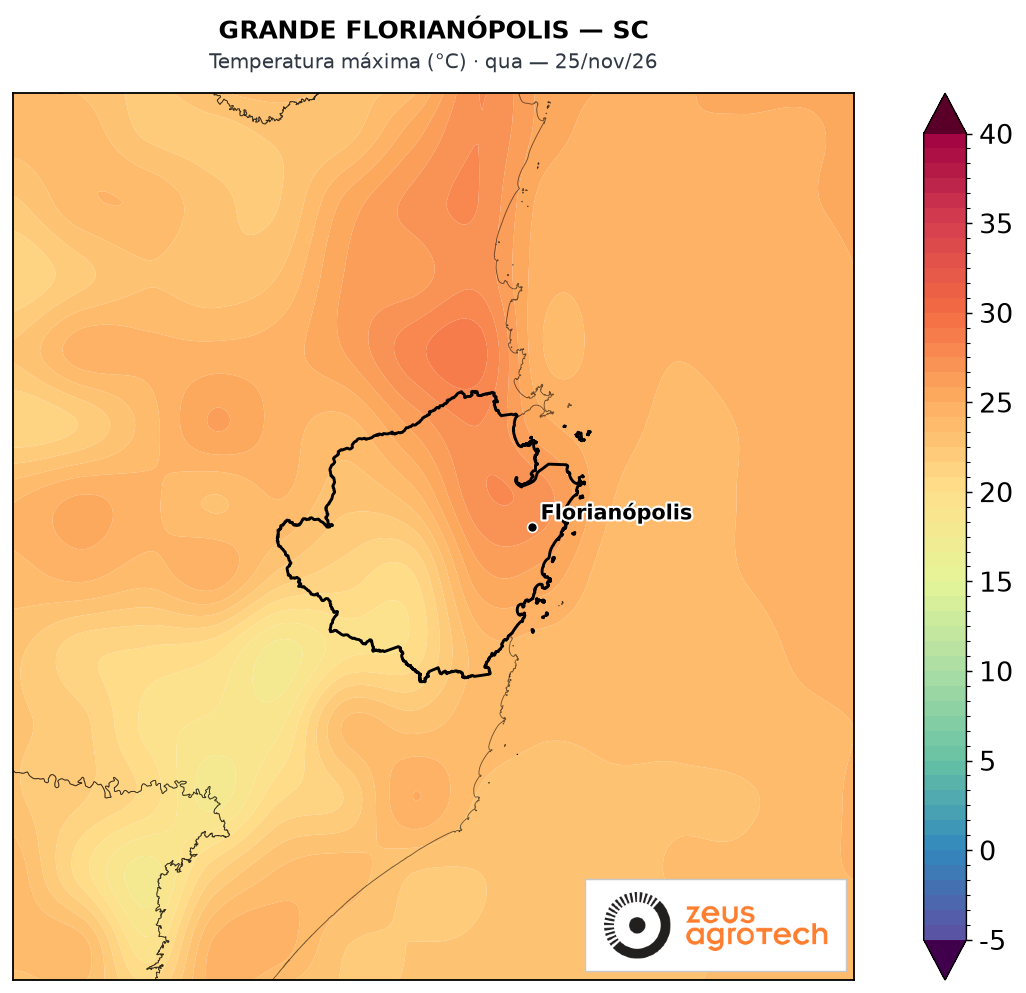 GRANDE FLORIANÓPOLIS — SC
Temperatura máxima (°C) · qua — 25/nov/26
40
35
30
25
20
15
10
5
0
-5
Florianópolis
zeus
agrotech